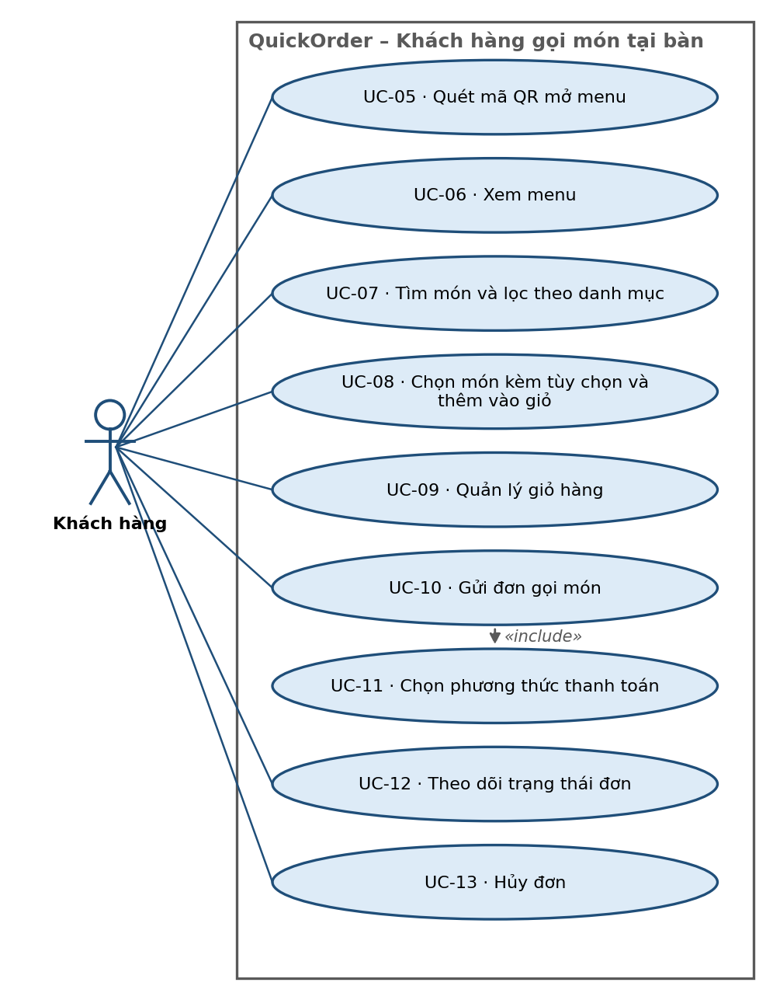 QuickOrder – Khách hàng gọi món tại bàn
UC-05 · Quét mã QR mở menu
UC-06 · Xem menu
UC-07 · Tìm món và lọc theo danh mục
UC-08 · Chọn món kèm tùy chọn và
thêm vào giỏ
UC-09 · Quản lý giỏ hàng
Khách hàng
UC-10 · Gửi đơn gọi món
«include»
UC-11 · Chọn phương thức thanh toán
UC-12 · Theo dõi trạng thái đơn
UC-13 · Hủy đơn